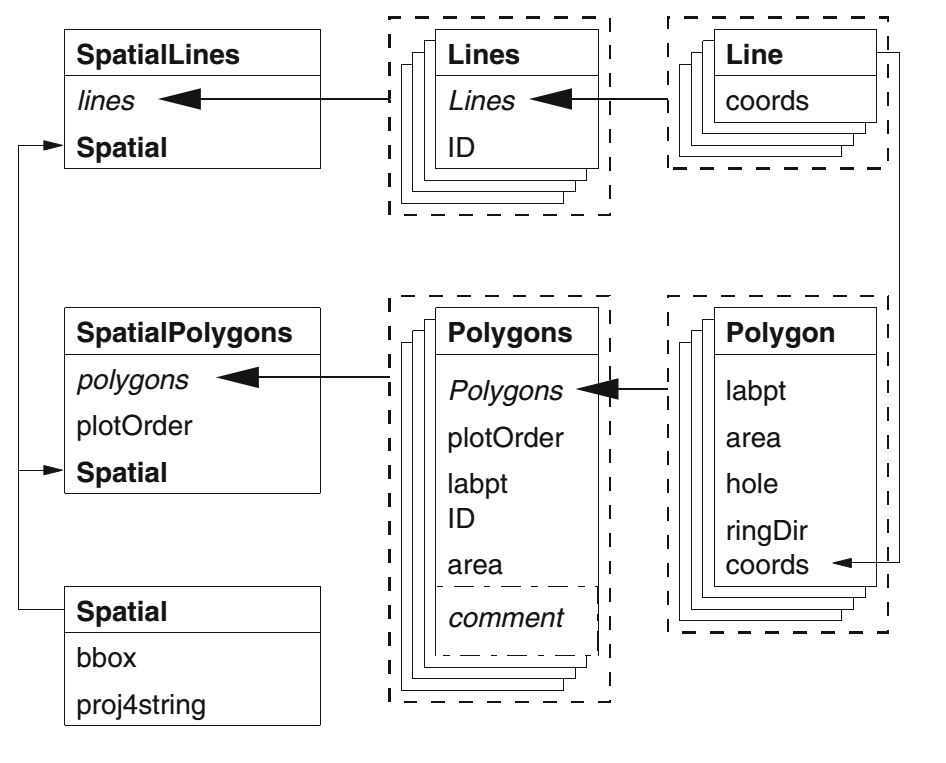 SpatialLines
lines
Spatial
Lines
Lines
ID
Line
coords
SpatialPolygons
polygons
plotOrder
Spatial
Polygons
Polygons
plotOrder
labpt
ID
area
comment
Polygon
labpt
area
hole
ringDir
coords
Spatial
bbox
proj4string